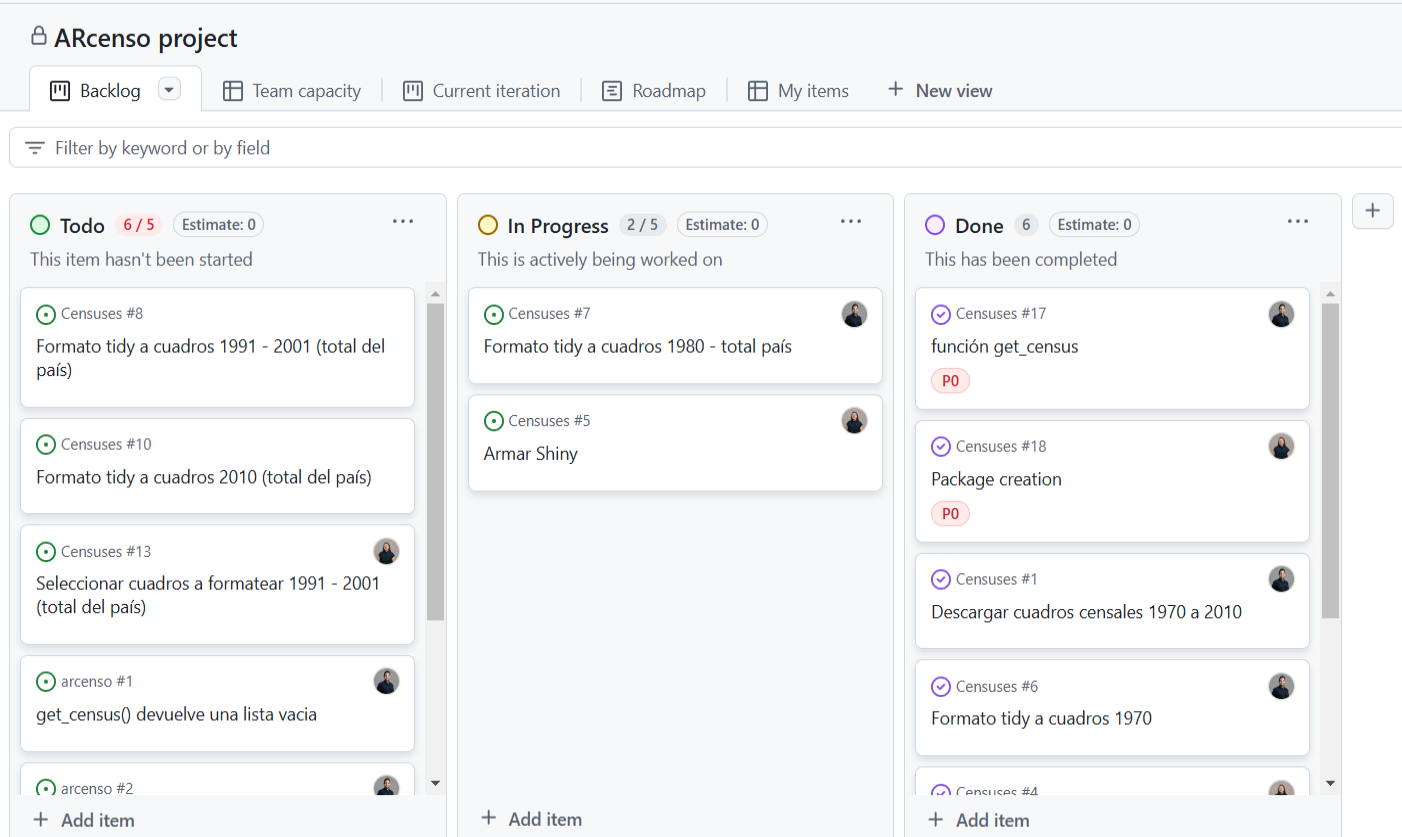 ARcenso project
Backlog
Team capacity
Current iteration
Roadmap
My items
New view
Filter by keyword or by field
Todo 6 / 5 Estimate: 0
This item hasn't been started
Censuses #8
Formato tidy a cuadros 1991 - 2001 (total del
país)
Censuses #10
Formato tidy a cuadros 2010 (total del país)
Censuses #13
Seleccionar cuadros a formatear 1991 - 2001
(total del país)
arcenso #1
get_census() devuelve una lista vacia
arcenso #2
Add item
In Progress 2 / 5 Estimate: 0
This is actively being worked on
Censuses #7
Formato tidy a cuadros 1980 - total país
Censuses #5
Armar Shiny
Add item
Done 6 Estimate: 0
This has been completed
Censuses #17
función get_census
P0
Censuses #18
Package creation
P0
Censuses #1
Descargar cuadros censales 1970 a 2010
Censuses #6
Formato tidy a cuadros 1970
Censuses #4
Add item